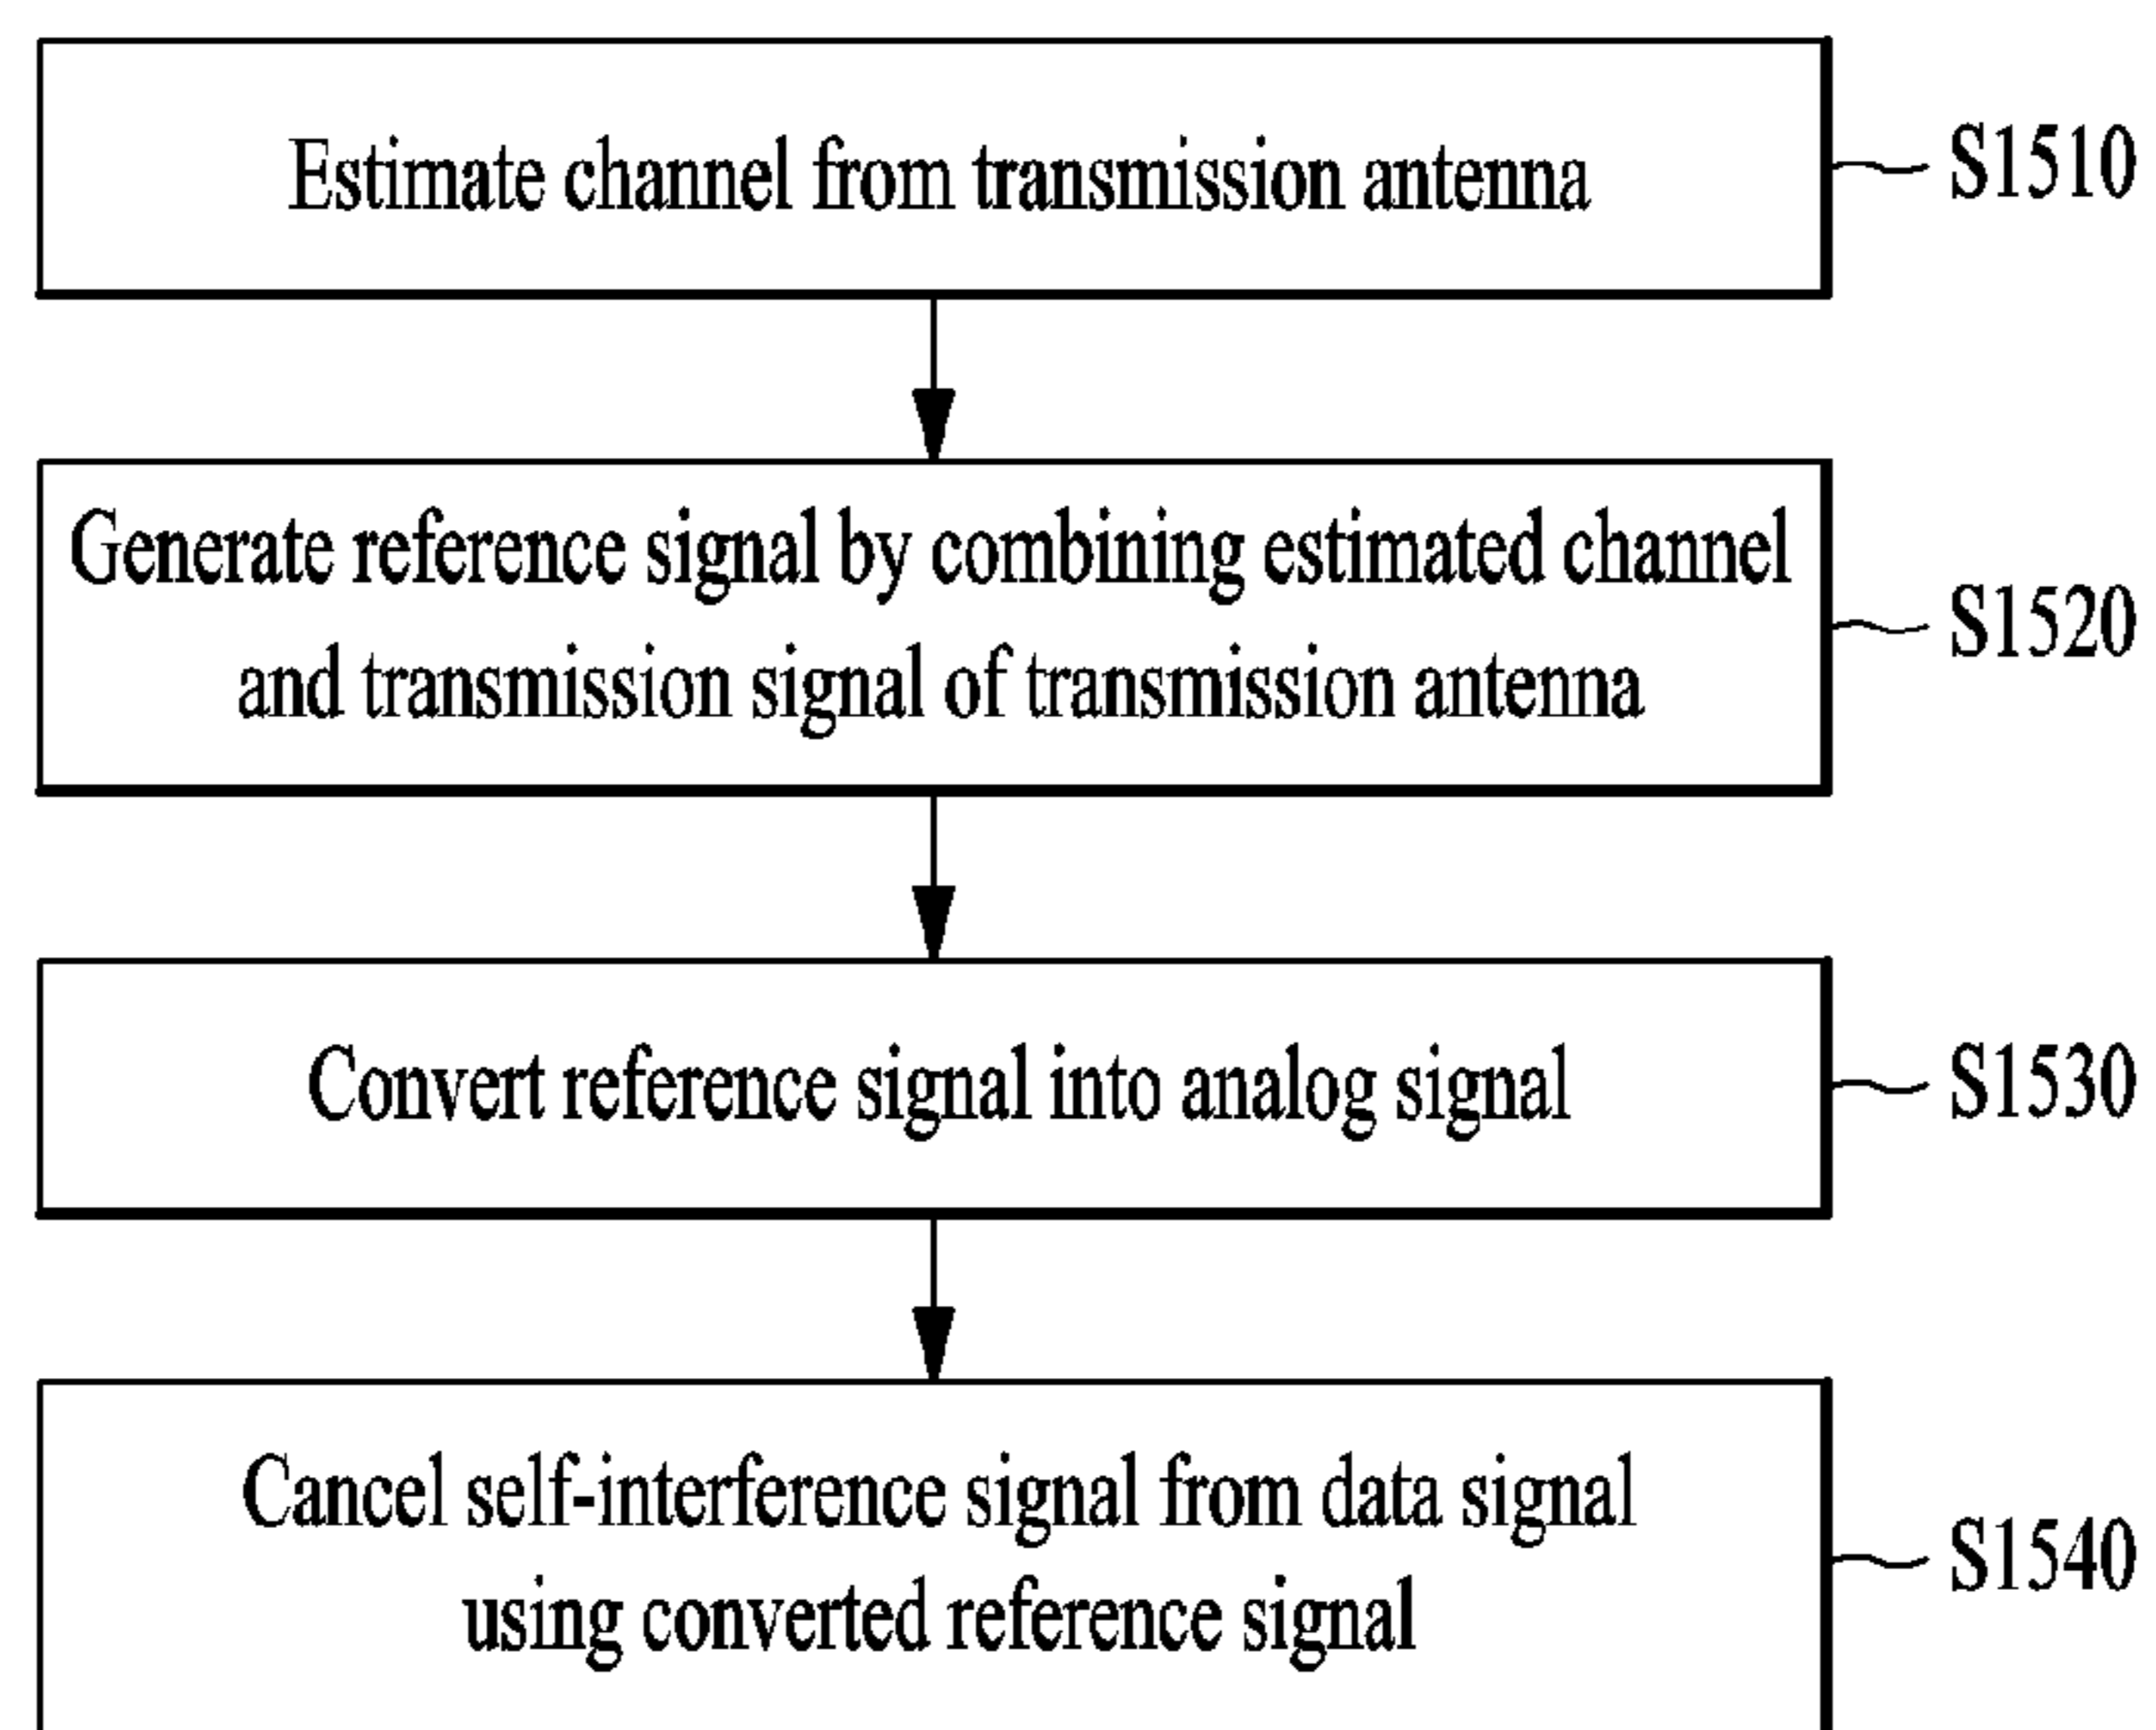 Estimate channel from transmission antenna
S1510
Generate reference signal by combining estimated channel
and transmission signal of transmission antenna
S1520
Convert reference signal into analog signal
S1530
Cancel self-interference signal from data signal
using converted reference signal
S1540